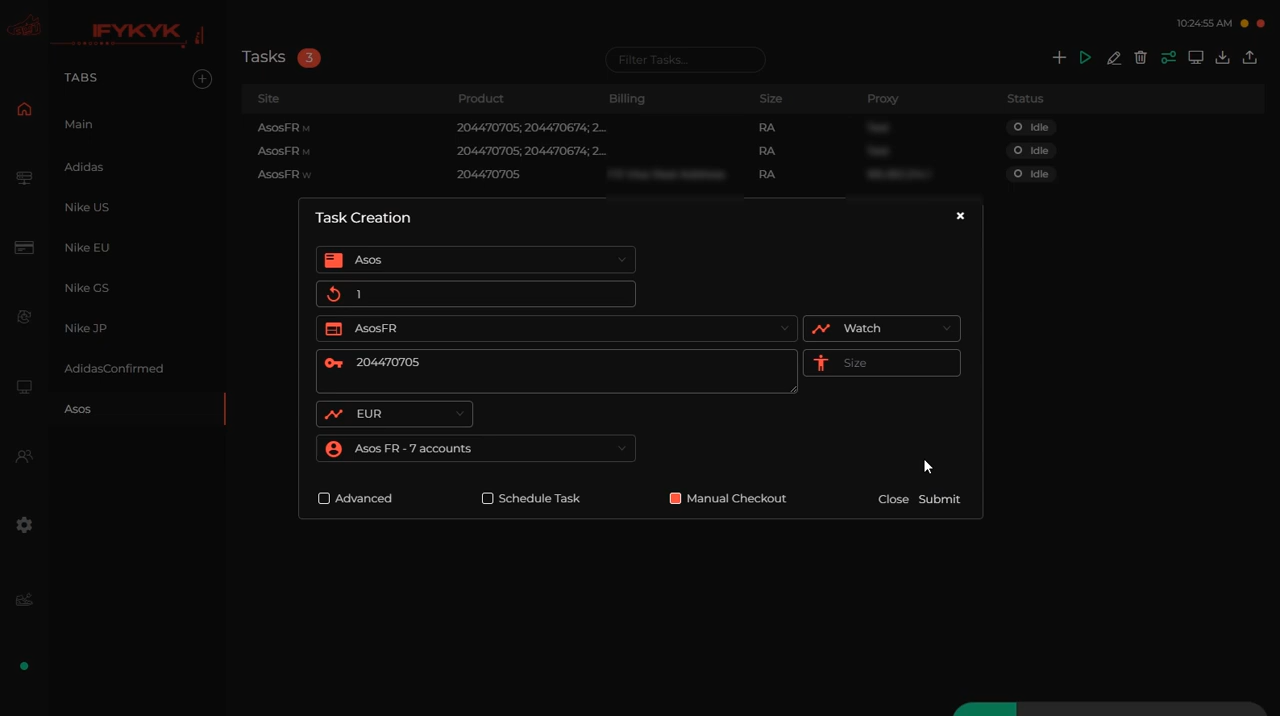 IFYKYK
10:24:55 AM
TABS
Main
Adidas
Nike US
Nike EU
Nike GS
Nike JP
AdidasConfirmed
Asos
Tasks 3
Filter Tasks...
Site Product Billing Size Proxy Status
AsosFR M 204470705; 204470674; 2... RA Idle
AsosFR M 204470705; 204470674; 2... RA Idle
AsosFR W 204470705 RA Idle
Task Creation
Asos
1
AsosFR Watch
204470705 Size
EUR
Asos FR - 7 accounts
Advanced Schedule Task Manual Checkout Close Submit